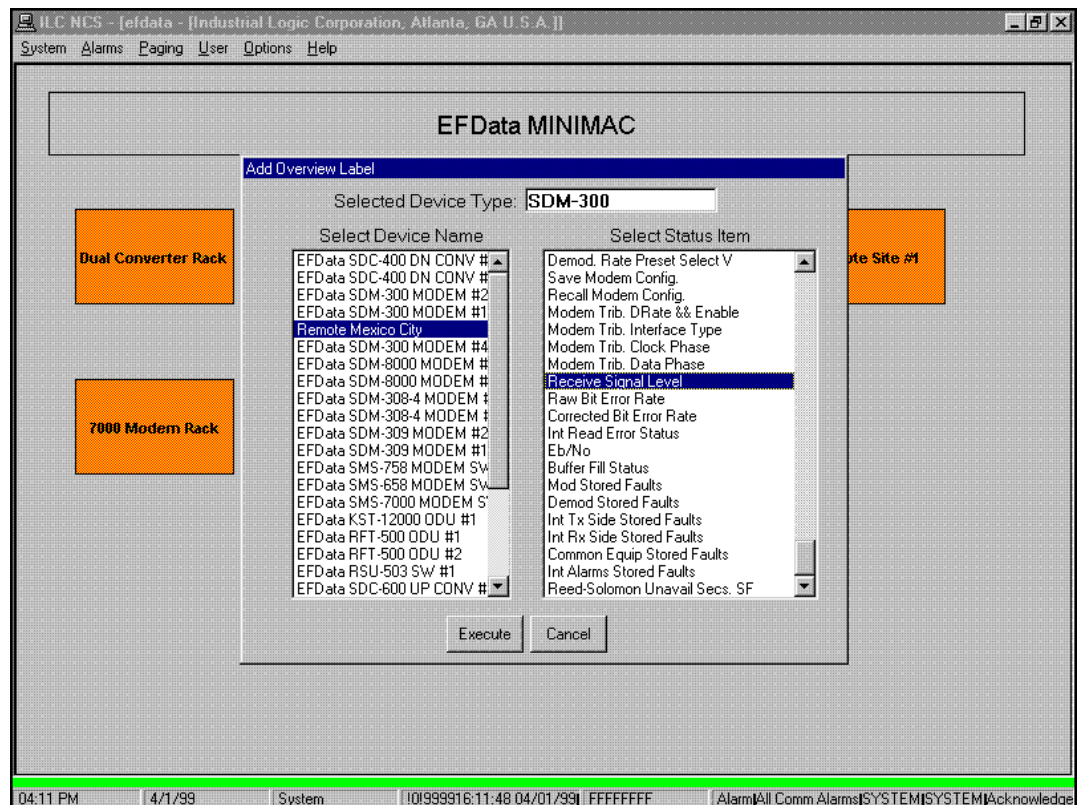 ILC NCS - [efdata - [Industrial Logic Corporation, Atlanta, GA U.S.A.]]
System Alarms Paging User Options Help
EFData MINIMAC
Add Overview Label
Selected Device Type: SDM-300
Select Device Name
EFData SDC-400 DN CONV #
EFData SDC-400 DN CONV #
EFData SDM-300 MODEM #2
EFData SDM-300 MODEM #1
Remote Mexico City
EFData SDM-300 MODEM #4
EFData SDM-8000 MODEM #
EFData SDM-8000 MODEM #
EFData SDM-308-4 MODEM #
EFData SDM-308-4 MODEM #
EFData SDM-309 MODEM #2
EFData SDM-309 MODEM #1
EFData SMS-758 MODEM SW
EFData SMS-658 MODEM SW
EFData SMS-7000 MODEM S
EFData KST-12000 ODU #1
EFData RFT-500 ODU #1
EFData RFT-500 ODU #2
EFData RSU-503 SW #1
EFData SDC-600 UP CONV #
Select Status Item
Demod. Rate Preset Select V
Save Modem Config.
Recall Modem Config.
Modem Trib. DRate && Enable
Modem Trib. Interface Type
Modem Trib. Clock Phase
Modem Trib. Data Phase
Receive Signal Level
Raw Bit Error Rate
Corrected Bit Error Rate
Int Read Error Status
Eb/No
Buffer Fill Status
Mod Stored Faults
Demod Stored Faults
Int Tx Side Stored Faults
Int Rx Side Stored Faults
Common Equip Stored Faults
Int Alarms Stored Faults
Reed-Solomon Unavail Secs. SF
Execute Cancel
Dual Converter Rack
7000 Modem Rack
ote Site #1
04:11 PM 4/1/99 System !0!999916:11:48 04/01/99| FFFFFFFF Alarm|All Comm Alarms|SYSTEM|SYSTEM|Acknowledge